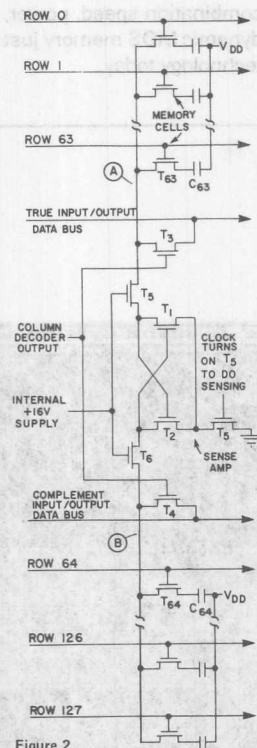 combination speed, power,
dynamic MOS memory just
technology today.
ROW 0
VDD
ROW 1
MEMORY
CELLS
ROW 63
T63
C63
A
TRUE INPUT/OUTPUT
DATA BUS
T3
T5
T1
COLUMN
DECODER
OUTPUT
CLOCK
TURNS
ON T5
TO DO
SENSING
INTERNAL
+16V
SUPPLY
T2
T5
T6
SENSE
AMP
COMPLEMENT
INPUT/OUTPUT
DATA BUS
T4
B
ROW 64
T64
C64
VDD
ROW 126
ROW 127
Figure 2